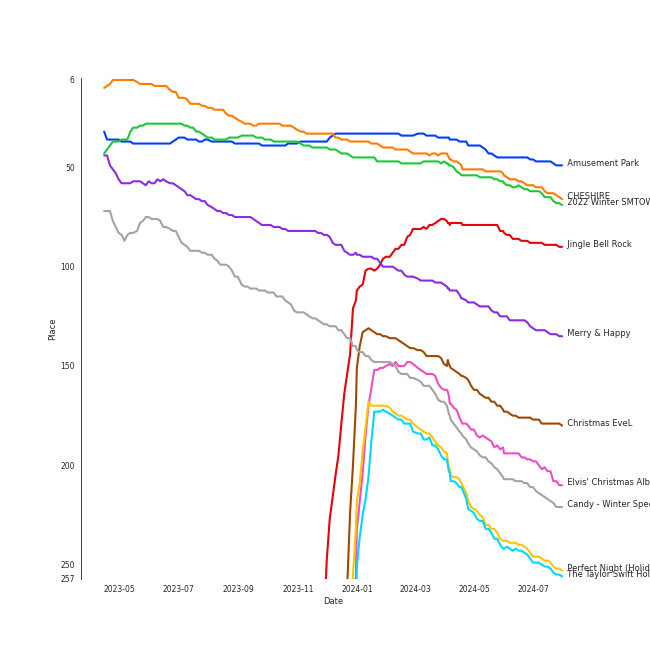 6
50
100
150
200
250
257
Place
2023-05
2023-07
2023-09
2023-11
2024-01
2024-03
2024-05
2024-07
Date
Amusement Park
CHESHIRE
2022 Winter SMTOW
Jingle Bell Rock
Merry & Happy
Christmas EveL
Elvis' Christmas Alb
Candy - Winter Spec
Perfect Night (Holid
The Taylor Swift Hol